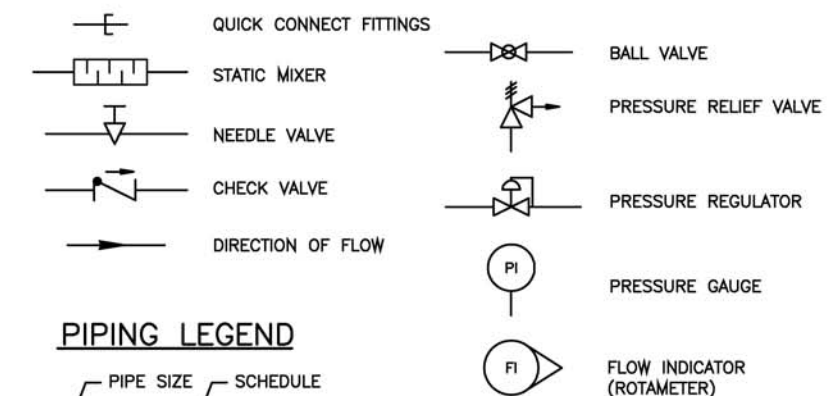 QUICK CONNECT FITTINGS
STATIC MIXER
NEEDLE VALVE
CHECK VALVE
DIRECTION OF FLOW
PIPING LEGEND
PIPE SIZE SCHEDULE
BALL VALVE
PRESSURE RELIEF VALVE
PRESSURE REGULATOR
PI PRESSURE GAUGE
FI FLOW INDICATOR
(ROTAMETER)